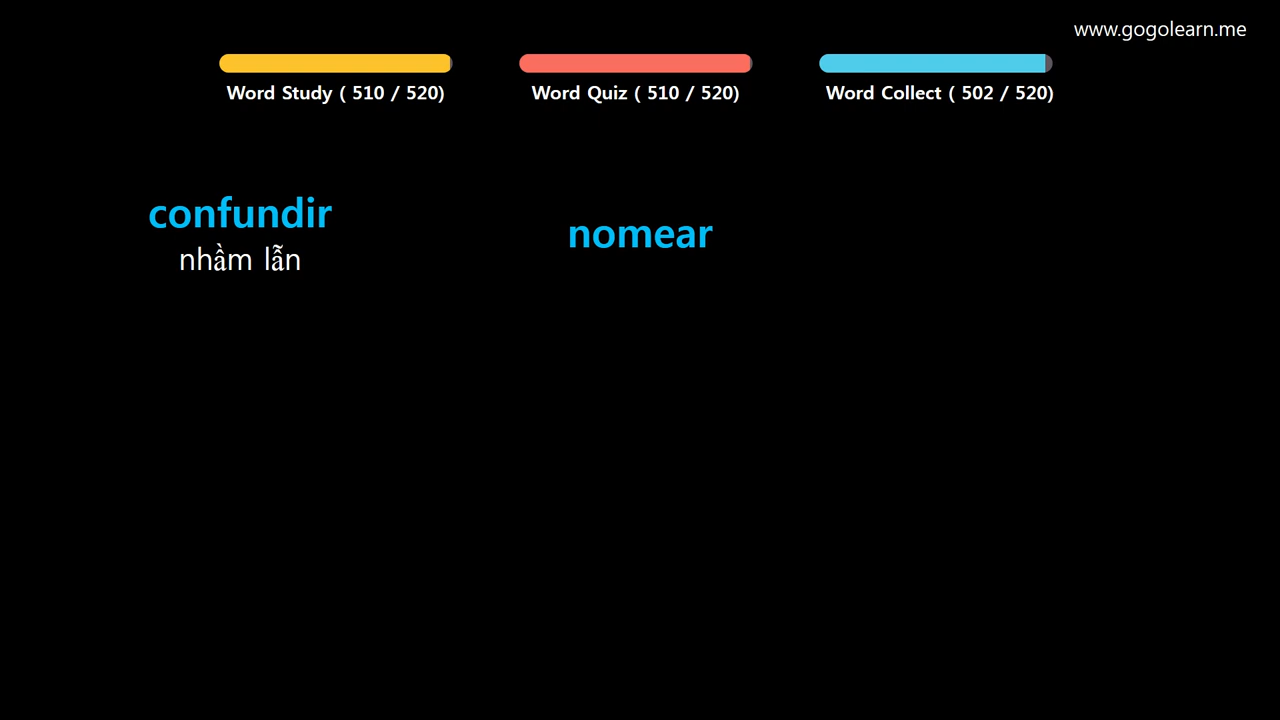 www.gogolearn.me
Word Study ( 510 / 520)
Word Quiz ( 510 / 520)
Word Collect ( 502 / 520)
confundir
nhầm lẫn
nomear